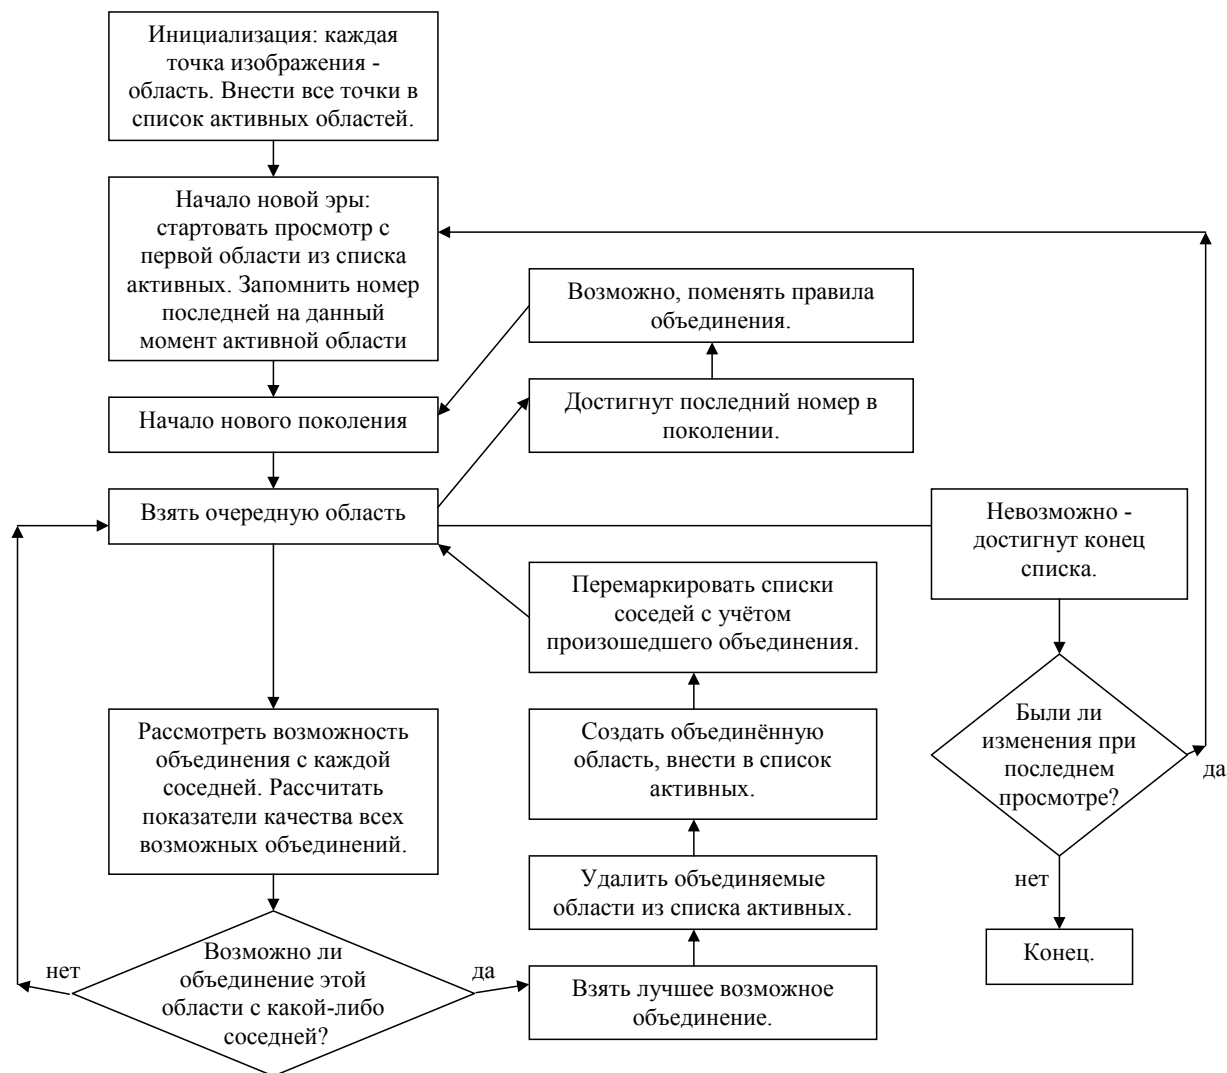 Инициализация: каждая
точка изображения -
область. Внести все точки в
список активных областей.
Начало новой эры:
стартовать просмотр с
первой области из списка
активных. Запомнить номер
последней на данный
момент активной области
Возможно, поменять правила
объединения.
Начало нового поколения
Достигнут последний номер в
поколении.
Взять очередную область
Невозможно -
достигнут конец
списка.
Перемаркировать списки
соседей с учётом
произошедшего объединения.
Рассмотреть возможность
объединения с каждой
соседней. Рассчитать
показатели качества всех
возможных объединений.
Создать объединённую
область, внести в список
активных.
Были ли
изменения при
последнем
просмотре?
да
Удалить объединяемые
области из списка активных.
нет
Возможно ли
объединение этой
области с какой-либо
соседней?
нет
да
Взять лучшее возможное
объединение.
Конец.